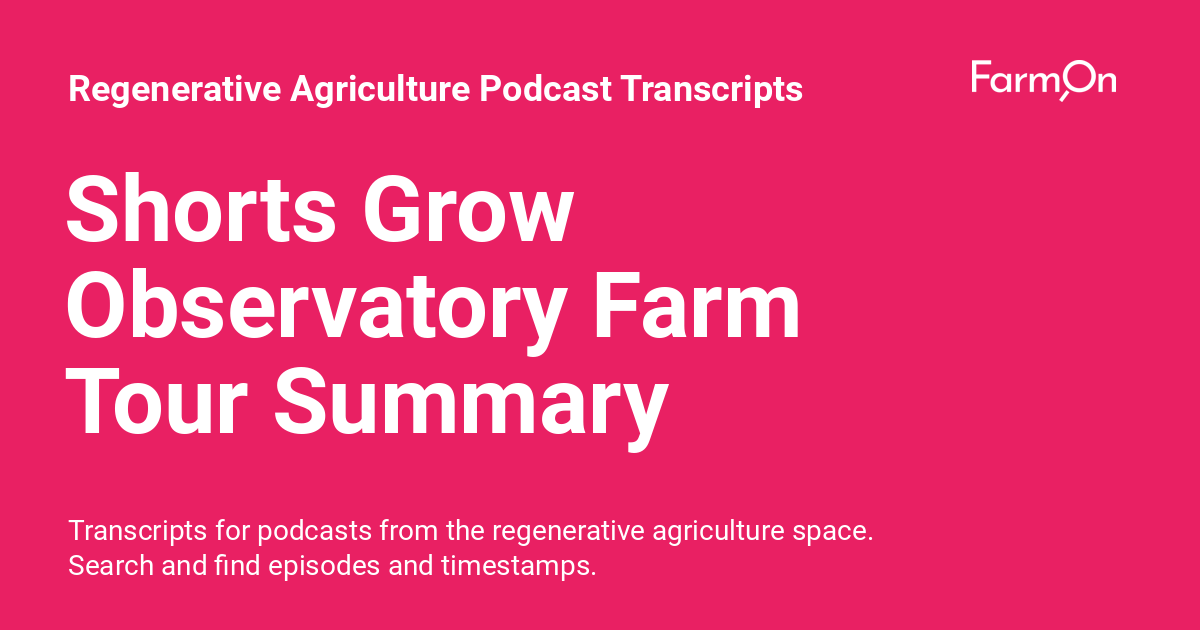 Regenerative Agriculture Podcast Transcripts
FarmOn
Shorts Grow
Observatory Farm
Tour Summary
Transcripts for podcasts from the regenerative agriculture space.
Search and find episodes and timestamps.